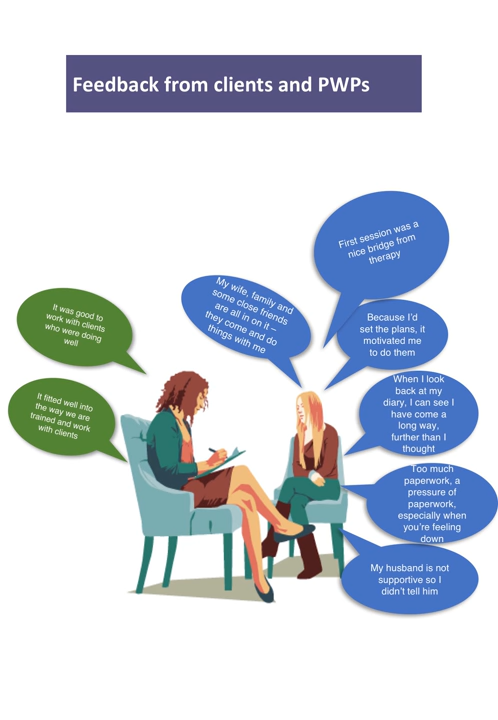 Feedback from clients and PWPs
First session was a
nice bridge from
therapy
My wife, family and
some close friends
are all in on it –
they come and do
things with me
It was good to
work with clients
who were doing
well
Because I'd
set the plans, it
motivated me
to do them
It fitted well into
the way we are
trained and work
with clients
When I look
back at my
diary, I can see I
have come a
long way,
further than I
thought
Too much
paperwork, a
pressure of
paperwork,
especially when
you're feeling
down
My husband is not
supportive so I
didn't tell him